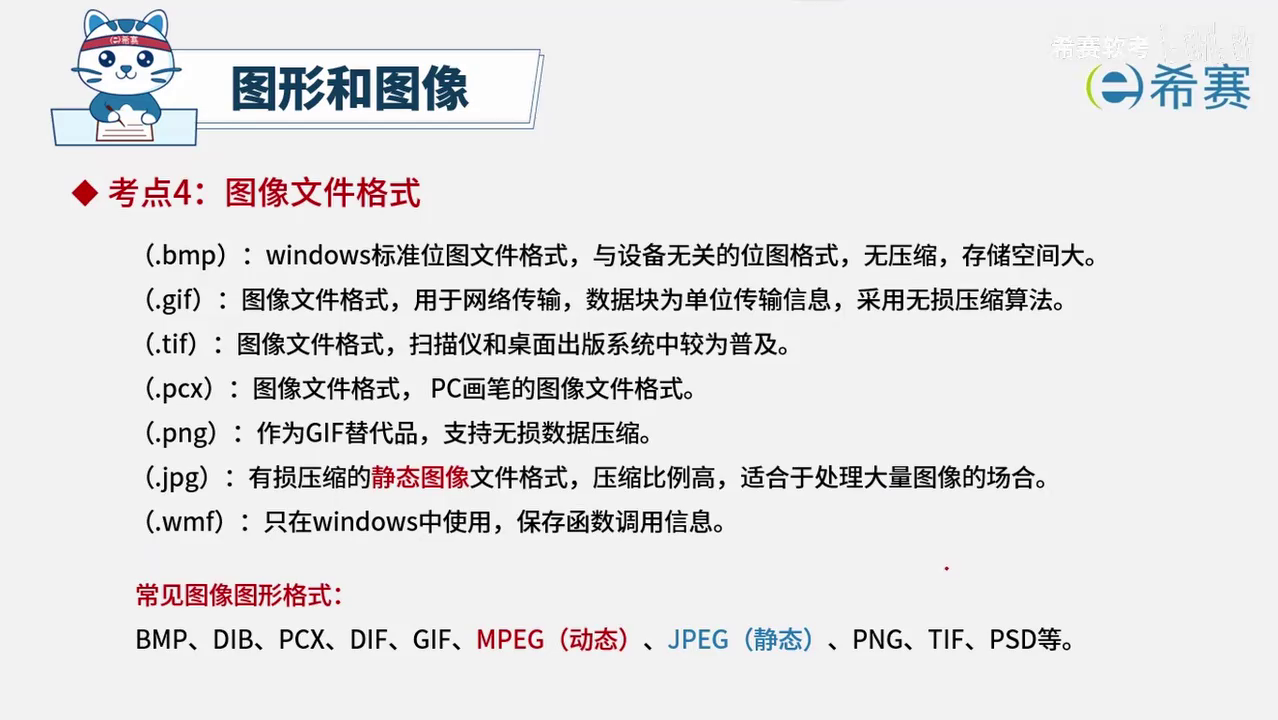 希赛
图形和图像
希赛软考
希赛
◆ 考点4：图像文件格式
（.bmp）：windows标准位图文件格式，与设备无关的位图格式，无压缩，存储空间大。
（.gif）：图像文件格式，用于网络传输，数据块为单位传输信息，采用无损压缩算法。
（.tif）：图像文件格式，扫描仪和桌面出版系统中较为普及。
（.pcx）：图像文件格式， PC画笔的图像文件格式。
（.png）：作为GIF替代品，支持无损数据压缩。
（.jpg）：有损压缩的静态图像文件格式，压缩比例高，适合于处理大量图像的场合。
（.wmf）：只在windows中使用，保存函数调用信息。
常见图像图形格式：
BMP、DIB、PCX、DIF、GIF、MPEG（动态）、JPEG（静态）、PNG、TIF、PSD等。